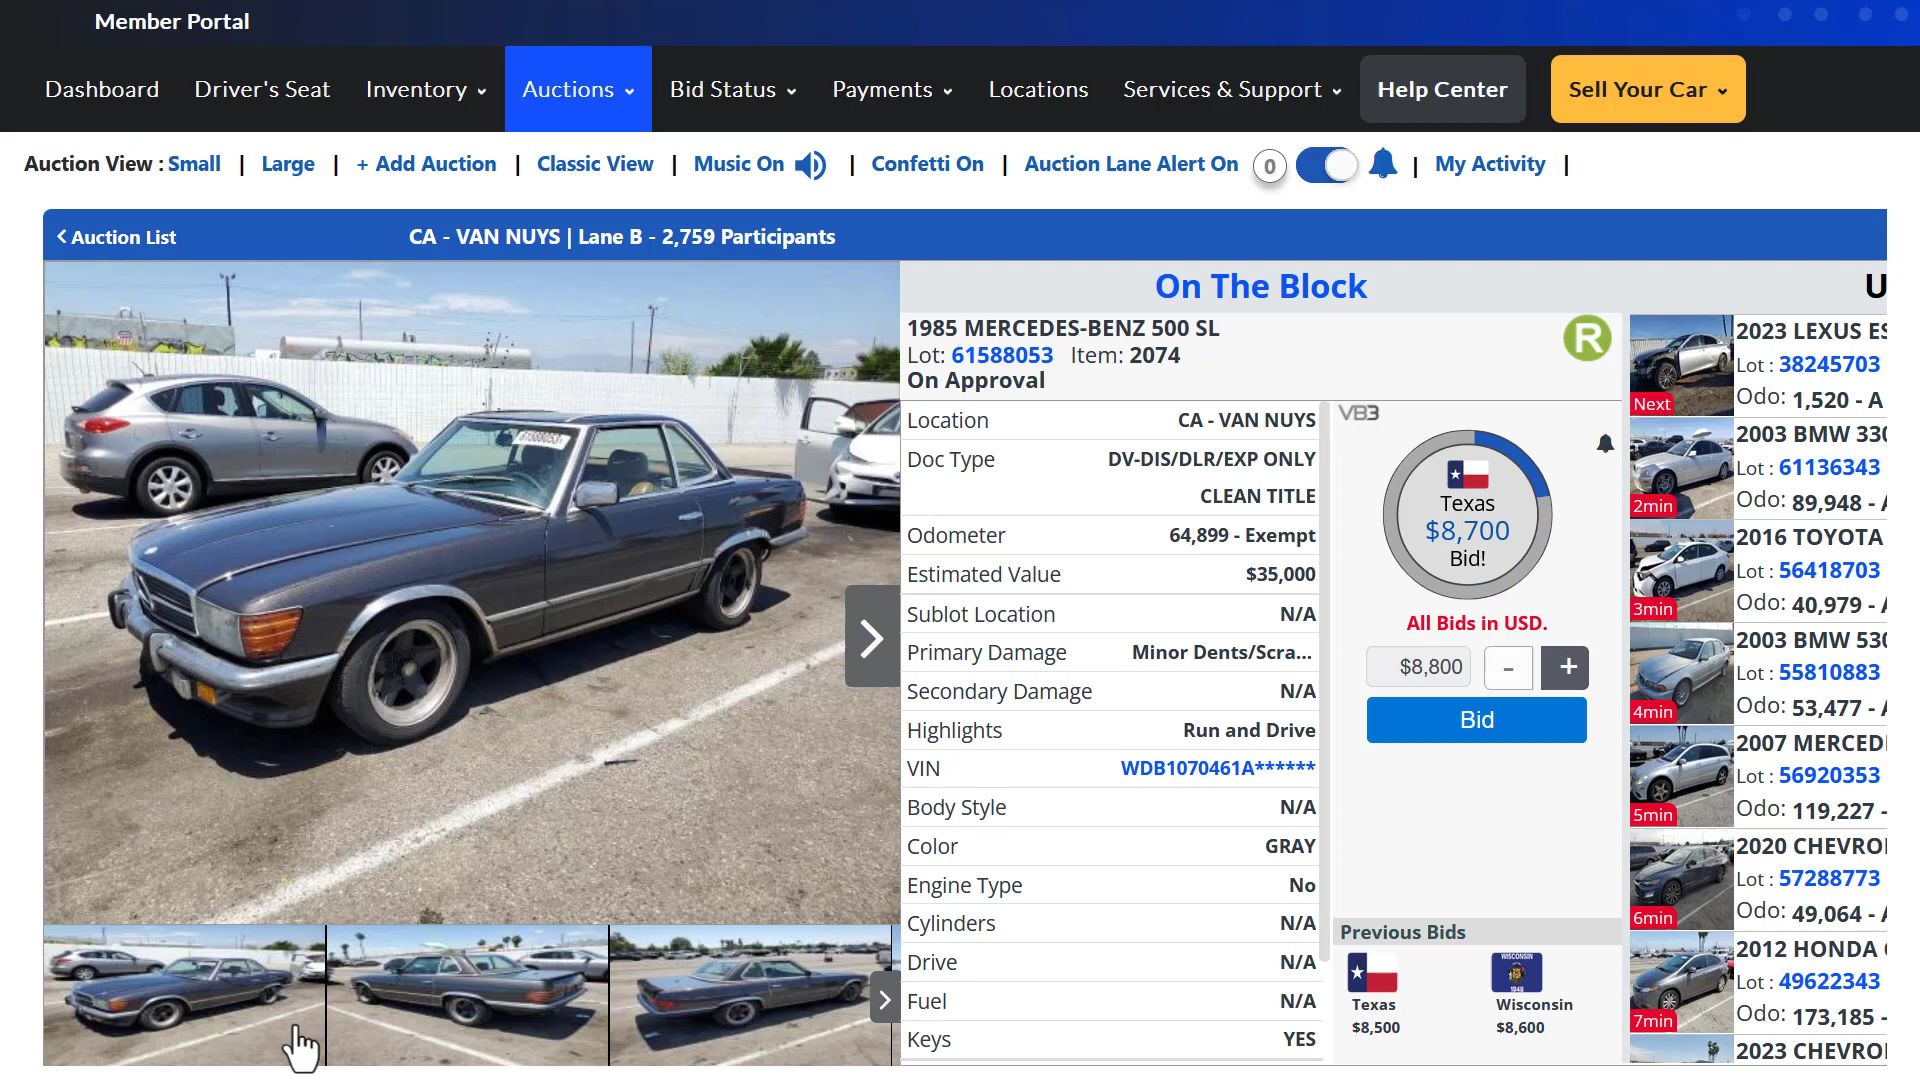 Member Portal
Dashboard Driver's Seat Inventory Auctions Bid Status Payments Locations Services & Support Help Center Sell Your Car
Auction View : Small | Large | + Add Auction | Classic View | Music On | Confetti On | Auction Lane Alert On 0 | My Activity |
Auction List
CA - VAN NUYS | Lane B - 2,759 Participants
61588053
On The Block
1985 MERCEDES-BENZ 500 SL
Lot: 61588053 Item: 2074
On Approval
R
Location CA - VAN NUYS
Doc Type DV-DIS/DLR/EXP ONLY
CLEAN TITLE
Odometer 64,899 - Exempt
Estimated Value $35,000
Sublot Location N/A
Primary Damage Minor Dents/Scra...
Secondary Damage N/A
Highlights Run and Drive
VIN WDB1070461A******
Body Style N/A
Color GRAY
Engine Type No
Cylinders N/A
Drive N/A
Fuel N/A
Keys YES
VB3
Texas
$8,700
Bid!
All Bids in USD.
$8,800 - +
Bid
Previous Bids
WISCONSIN
1848
Texas
$8,500
Wisconsin
$8,600
U
Next
2023 LEXUS ES
Lot : 38245703
Odo: 1,520 - A
2min
2003 BMW 330
Lot : 61136343
Odo: 89,948 - A
3min
2016 TOYOTA
Lot : 56418703
Odo: 40,979 - A
4min
2003 BMW 530
Lot : 55810883
Odo: 53,477 - A
5min
2007 MERCED
Lot : 56920353
Odo: 119,227 -
6min
2020 CHEVRO
Lot : 57288773
Odo: 49,064 - A
7min
2012 HONDA
Lot : 49622343
Odo: 173,185 -
2023 CHEVRO